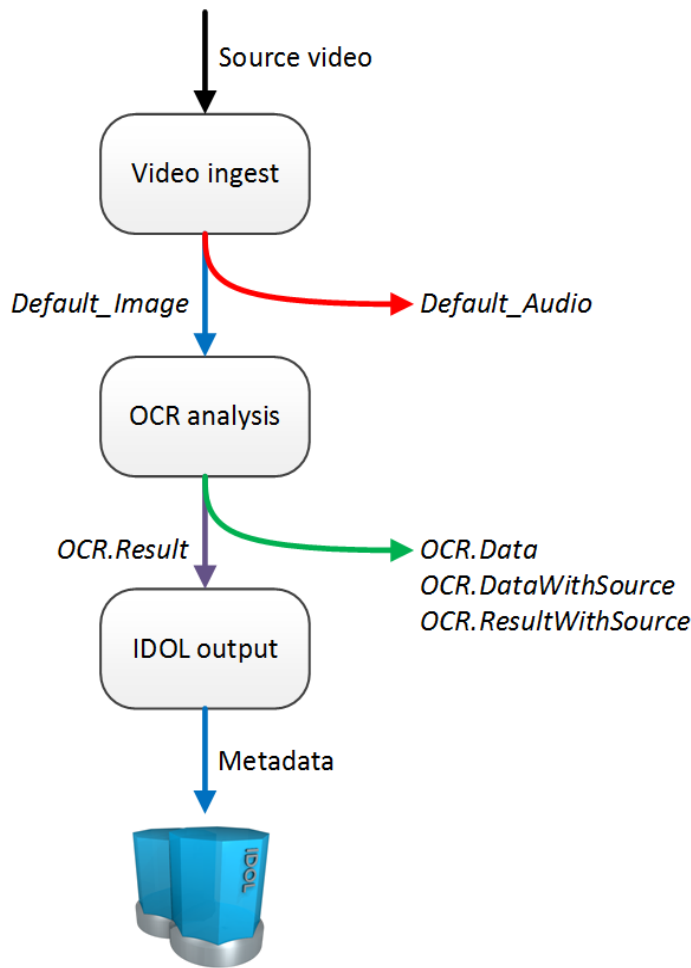 Source video
Video ingest
Default_Image
Default_Audio
OCR analysis
OCR.Result
OCR.Data
OCR.DataWithSource
OCR.ResultWithSource
IDOL output
Metadata
IDOL